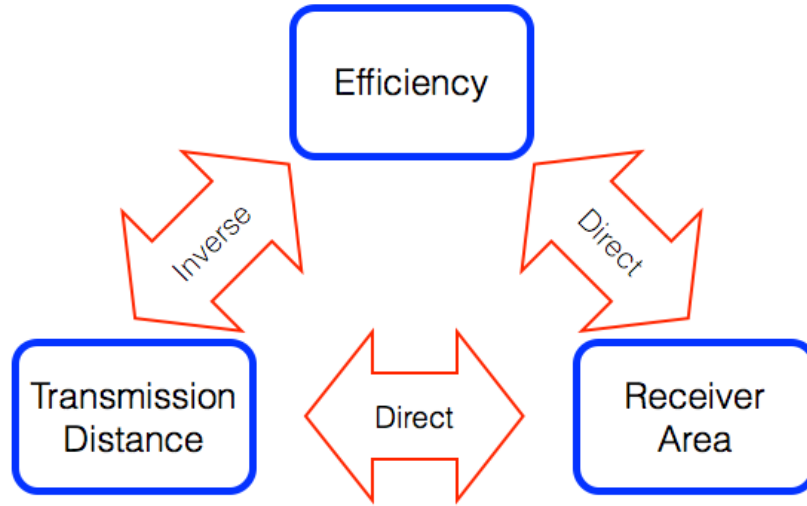 Efficiency
Inverse
Direct
Transmission
Distance
Direct
Receiver
Area